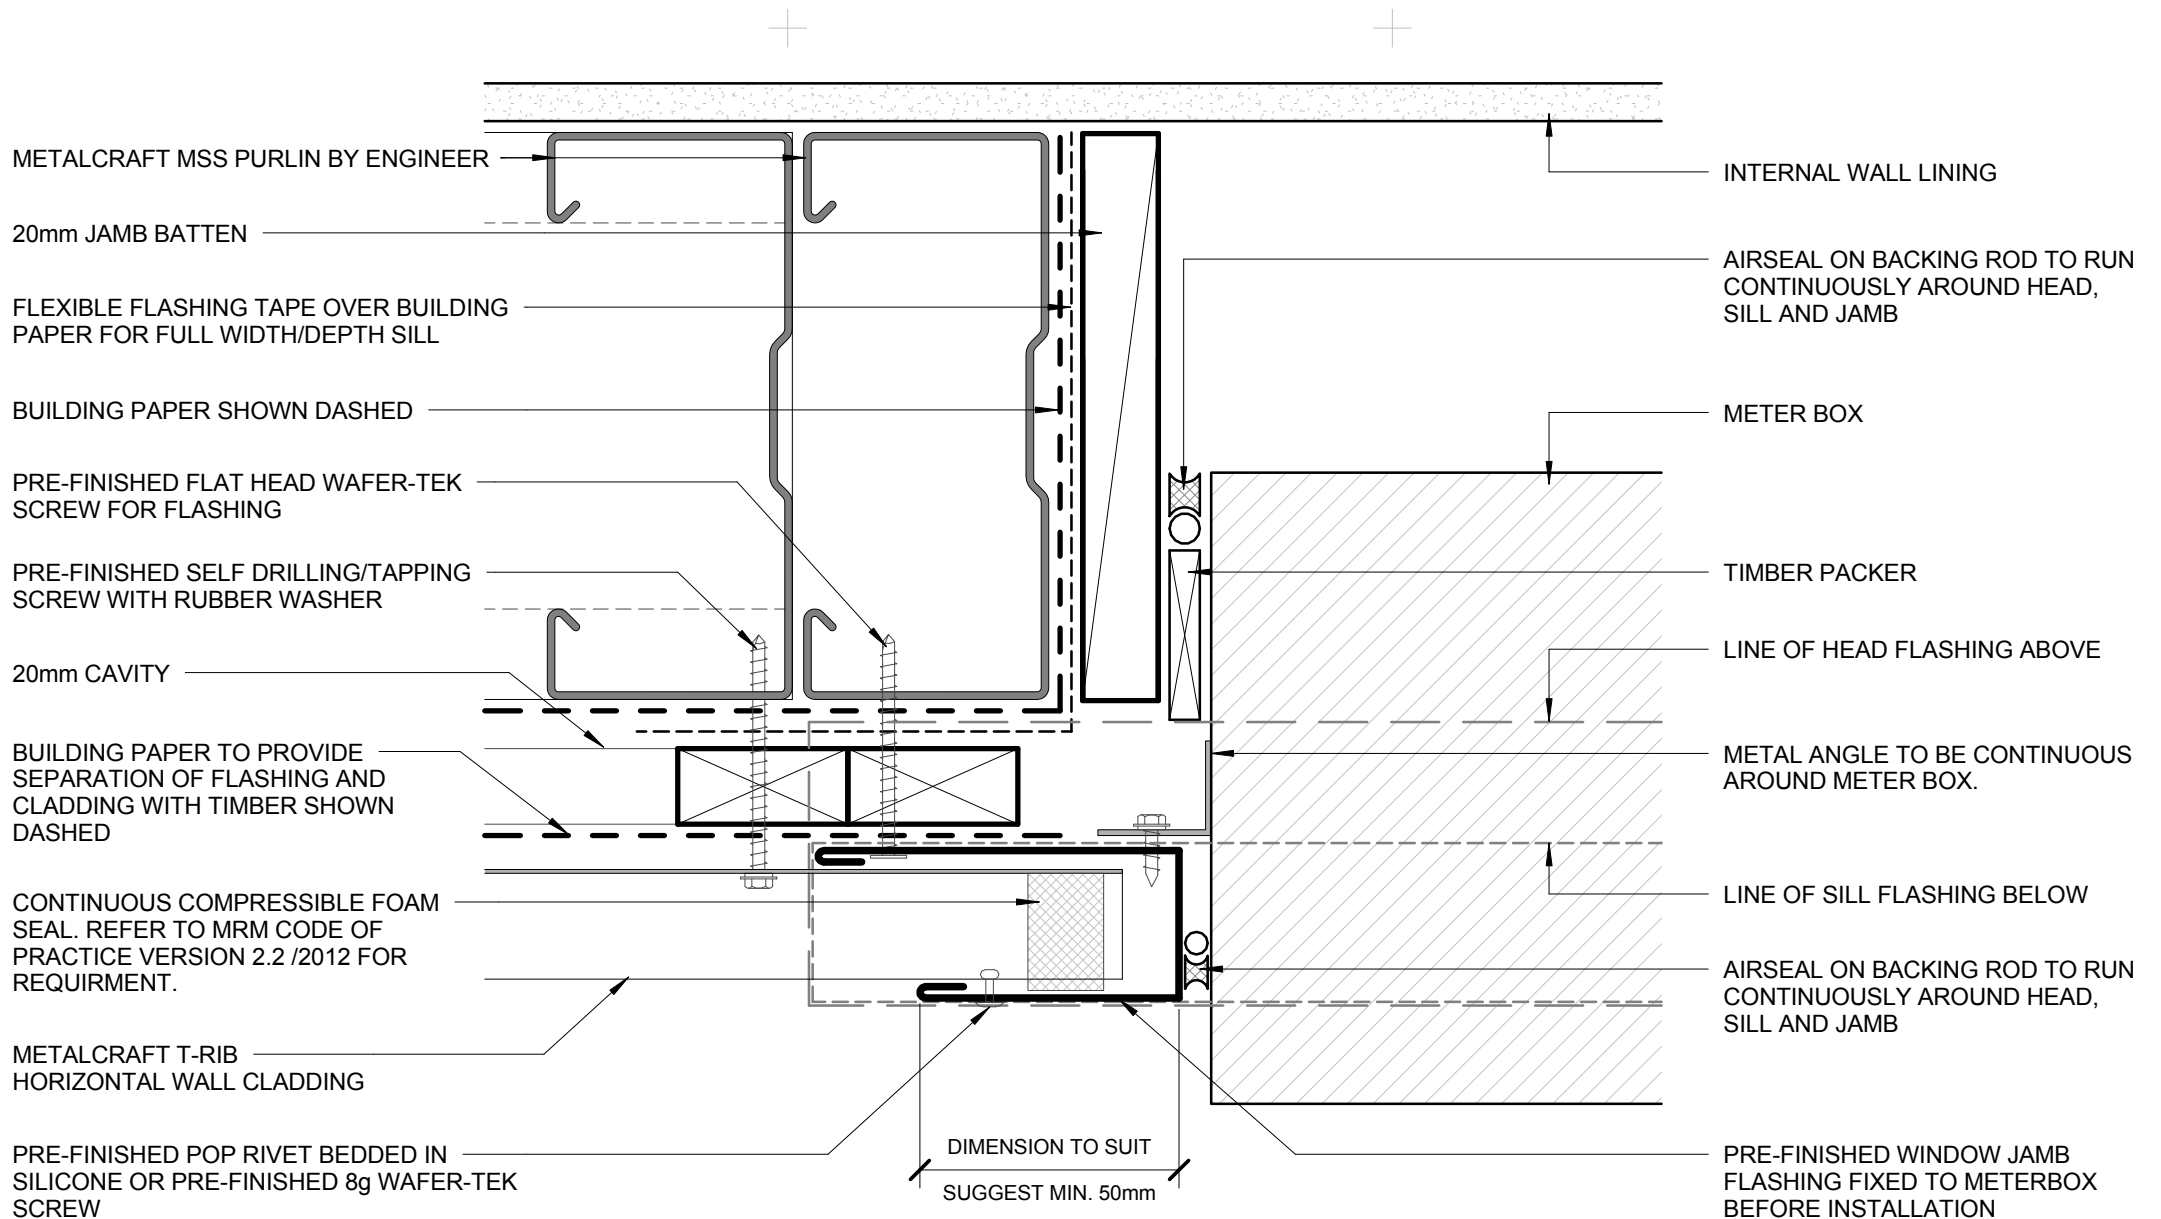 METALCRAFT MSS PURLIN BY ENGINEER
20mm JAMB BATTEN
FLEXIBLE FLASHING TAPE OVER BUILDING
PAPER FOR FULL WIDTH/DEPTH SILL
BUILDING PAPER SHOWN DASHED
PRE-FINISHED FLAT HEAD WAFER-TEK
SCREW FOR FLASHING
PRE-FINISHED SELF DRILLING/TAPPING
SCREW WITH RUBBER WASHER
20mm CAVITY
BUILDING PAPER TO PROVIDE
SEPARATION OF FLASHING AND
CLADDING WITH TIMBER SHOWN
DASHED
CONTINUOUS COMPRESSIBLE FOAM
SEAL. REFER TO MRM CODE OF
PRACTICE VERSION 2.2 /2012 FOR
REQUIRMENT.
METALCRAFT T-RIB
HORIZONTAL WALL CLADDING
PRE-FINISHED POP RIVET BEDDED IN
SILICONE OR PRE-FINISHED 8g WAFER-TEK
SCREW
DIMENSION TO SUIT
SUGGEST MIN. 50mm
INTERNAL WALL LINING
AIRSEAL ON BACKING ROD TO RUN
CONTINUOUSLY AROUND HEAD,
SILL AND JAMB
METER BOX
TIMBER PACKER
LINE OF HEAD FLASHING ABOVE
METAL ANGLE TO BE CONTINUOUS
AROUND METER BOX.
LINE OF SILL FLASHING BELOW
AIRSEAL ON BACKING ROD TO RUN
CONTINUOUSLY AROUND HEAD,
SILL AND JAMB
PRE-FINISHED WINDOW JAMB
FLASHING FIXED TO METERBOX
BEFORE INSTALLATION